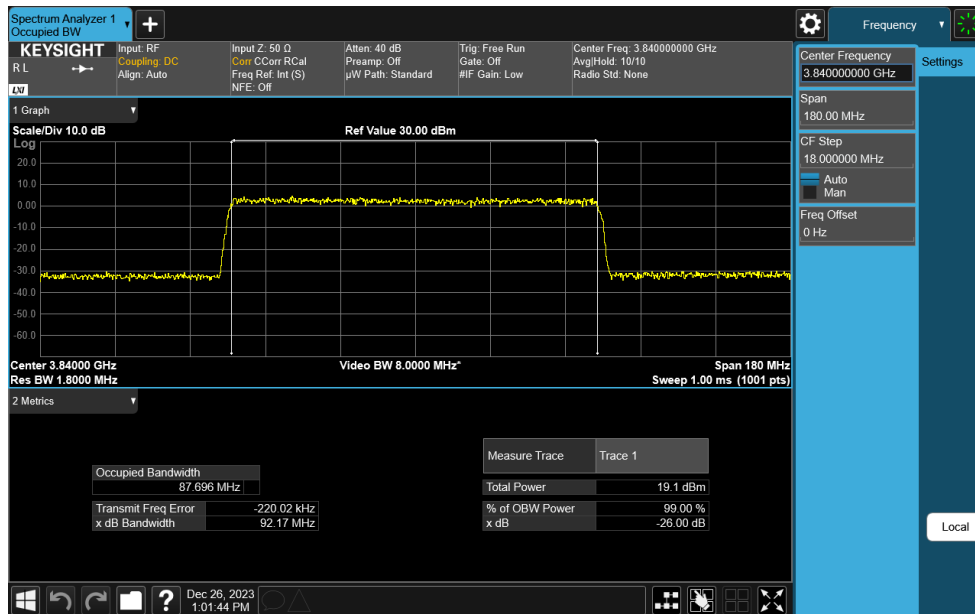 Spectrum Analyzer 1
Occupied BW
Frequency
KEYSIGHT
R L
LXI
Input: RF
Coupling: DC
Align: Auto
Input Z: 50 Ω
Corr CCorr RCal
Freq Ref: Int (S)
NFE: Off
Atten: 40 dB
Preamp: Off
µW Path: Standard
Trig: Free Run
Gate: Off
#IF Gain: Low
Center Freq: 3.840000000 GHz
Avg|Hold: 10/10
Radio Std: None
Center Frequency
3.840000000 GHz
Settings
Span
180.00 MHz
CF Step
18.000000 MHz
Auto
Man
Freq Offset
0 Hz
Local
1 Graph
Scale/Div 10.0 dB
Ref Value 30.00 dBm
Log
20.0
10.0
0.00
-10.0
-20.0
-30.0
-40.0
-50.0
-60.0
Center 3.84000 GHz
Video BW 8.0000 MHz*
Span 180 MHz
Res BW 1.8000 MHz
Sweep 1.00 ms (1001 pts)
2 Metrics
Measure Trace Trace 1
Occupied Bandwidth
87.696 MHz
Total Power 19.1 dBm
Transmit Freq Error -220.02 kHz
% of OBW Power 99.00 %
x dB Bandwidth 92.17 MHz
x dB -26.00 dB
Dec 26, 2023
1:01:44 PM